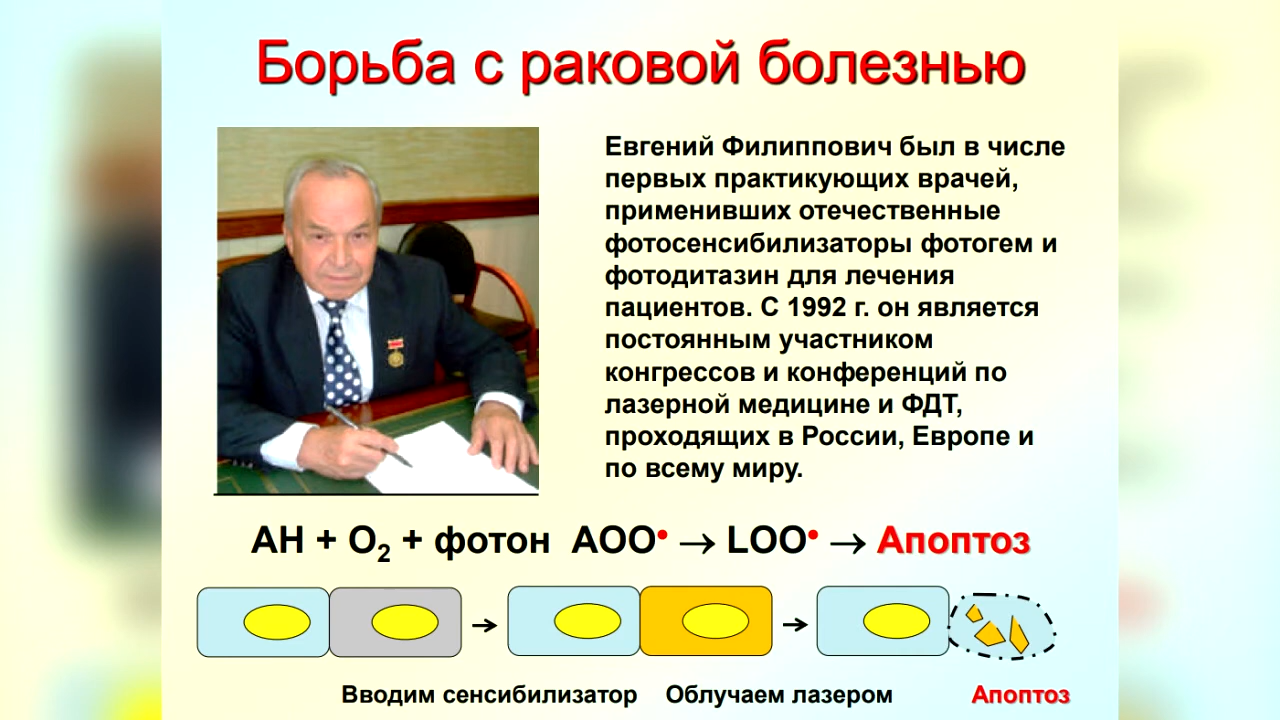 Борьба с раковой болезнью
Евгений Филиппович был в числе
первых практикующих врачей,
применивших отечественные
фотосенсибилизаторы фотогем и
фотодитазин для лечения
пациентов. С 1992 г. он является
постоянным участником
конгрессов и конференций по
лазерной медицине и ФДТ,
проходящих в России, Европе и
по всему миру.
AH + O₂ + фотон AOO• → LOO• → Апоптоз
Вводим сенсибилизатор Облучаем лазером Апоптоз